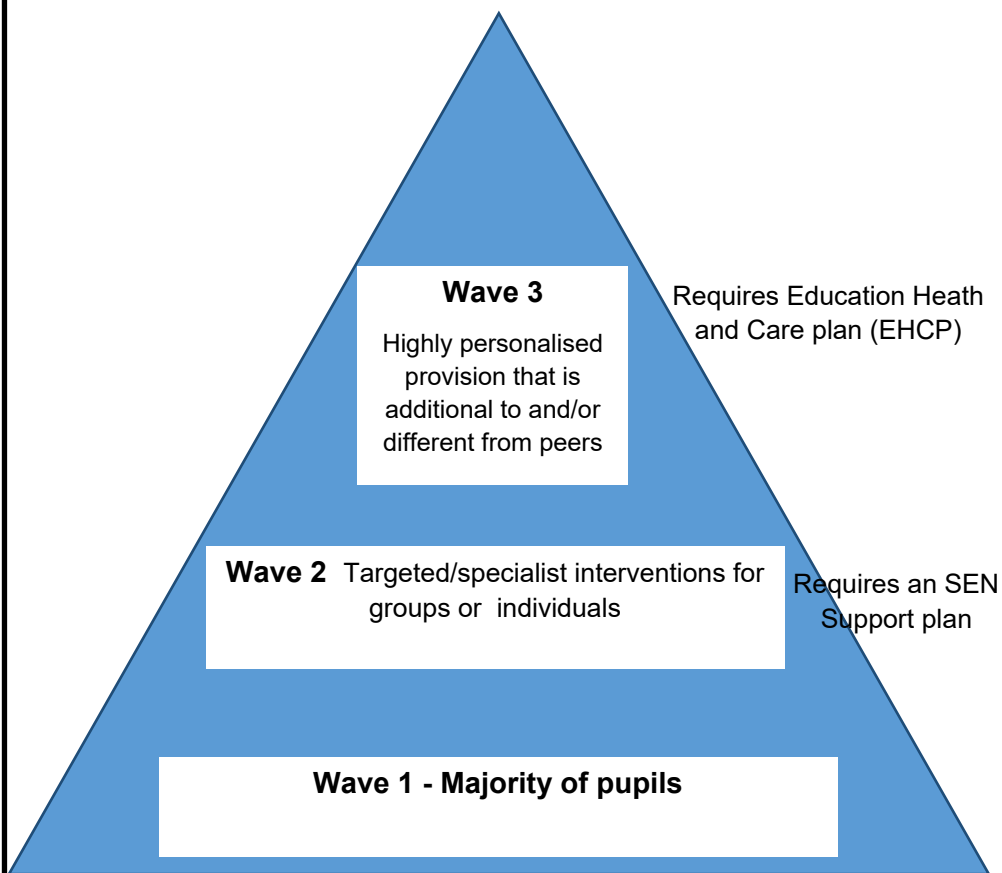 Wave 3
Highly personalised
provision that is
additional to and/or
different from peers
Requires Education Heath
and Care plan (EHCP)
Wave 2 Targeted/specialist interventions for
groups or individuals
Requires an SEN
Support plan
Wave 1 - Majority of pupils